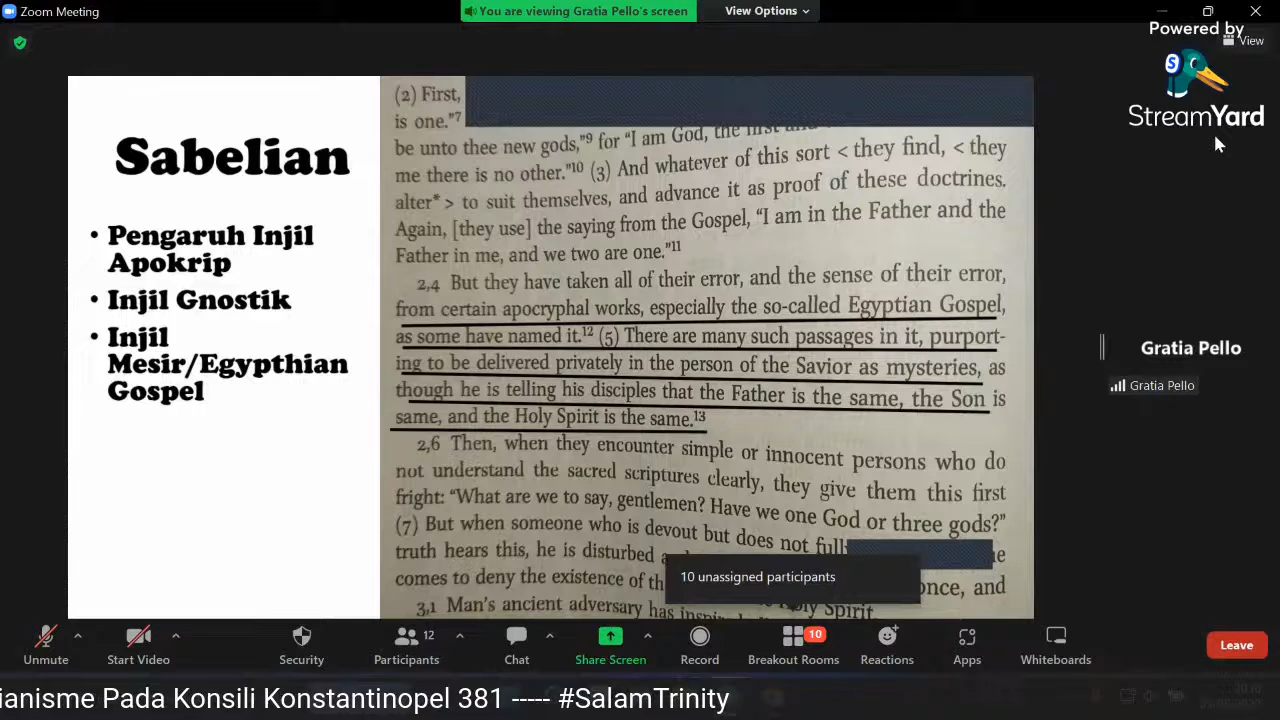 Zoom Meeting
You are viewing Gratia Pello's screen
View Options
Powered by
View
StreamYard
Sabelian
• Pengaruh Injil
Apokrip
• Injil Gnostik
• Injil
Mesir/Egypthian
Gospel
(2) First,
is one."7
be unto thee new gods,"9 for "I am God, the first and
me there is no other."10 (3) And whatever of this sort < they find, < they
alter* > to suit themselves, and advance it as proof of these doctrines.
Again, [they use] the saying from the Gospel, "I am in the Father and the
Father in me, and we two are one."11
2,4 But they have taken all of their error, and the sense of their error,
from certain apocryphal works, especially the so-called Egyptian Gospel,
as some have named it.12 (5) There are many such passages in it, purport-
ing to be delivered privately in the person of the Savior as mysteries, as
though he is telling his disciples that the Father is the same, the Son is
same, and the Holy Spirit is the same.13
2,6 Then, when they encounter simple or innocent persons who do
not understand the sacred scriptures clearly, they give them this first
fright: "What are we to say, gentlemen? Have we one God or three gods?"
(7) But when someone who is devout but does not full
truth hears this, he is disturbed
comes to deny the existence of th
once, and
3,1 Man's ancient adversary has
Holy Spirit
10 unassigned participants
Gratia Pello
Gratia Pello
Unmute
Start Video
Security
12
Participants
Chat
Share Screen
Record
10
Breakout Rooms
Reactions
Apps
Whiteboards
Leave
ianisme Pada Konsili Konstantinopel 381 ----- #SalamTrinity